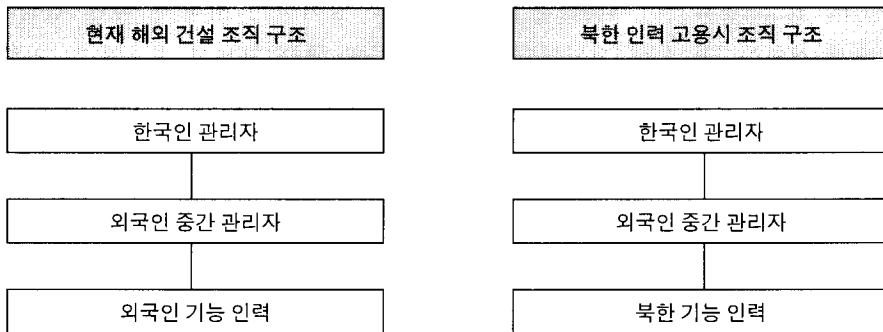 현재 해외 건설 조직 구조
한국인 관리자
외국인 중간 관리자
외국인 기능 인력
북한 인력 고용시 조직 구조
한국인 관리자
외국인 중간 관리자
북한 기능 인력